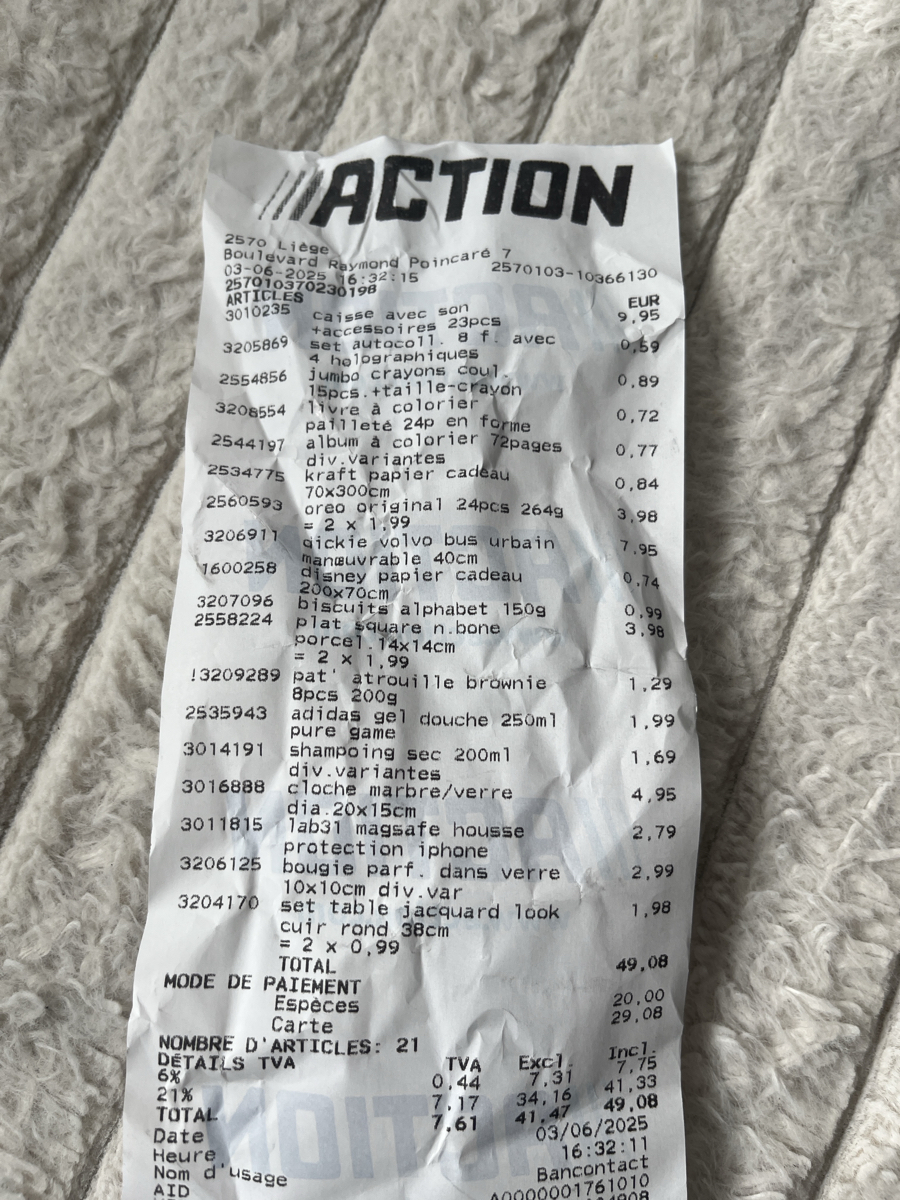 ACTION
2570 Liège
Boulevard Raymond Poincaré 7
03-06-2025 16:32:15 2570103-10366130
257010370230198
ARTICLES EUR
3010235 caisse avec son 9,95
+accessoires 23pcs
3205869 set autocoll. 8 f. avec 0,59
4 holographiques
2554856 jumbo crayons coul. 0,89
15pcs.+taille-crayon
3208554 livre à colorier 0,72
pailleté 24p en forme
2544197 album à colorier 72pages 0,77
div.variantes
2534775 kraft papier cadeau 0,84
70x300cm
2560593 oreo original 24pcs 264g 3,98
= 2 x 1,99
3206911 dickie volvo bus urbain 7,95
manœuvrable 40cm
1600258 disney papier cadeau 0,74
200x70cm
3207096 biscuits alphabet 150g 0,99
2558224 plat square n.bone 3,98
porcel.14x14cm
= 2 x 1,99
!3209289 pat' atrouille brownie 1,29
8pcs 200g
2535943 adidas gel douche 250ml 1,99
pure game
3014191 shampoing sec 200ml 1,69
div.variantes
3016888 cloche marbre/verre 4,95
dia.20x15cm
3011815 lab31 magsafe housse 2,79
protection iphone
3206125 bougie parf. dans verre 2,99
10x10cm div.var
3204170 set table jacquard look 1,98
cuir rond 38cm
= 2 x 0,99
TOTAL 49,08
MODE DE PAIEMENT
Espèces 20,00
Carte 29,08
NOMBRE D'ARTICLES: 21
DÉTAILS TVA TVA Excl. Incl.
6% 0,44 7,31 7,75
21% 7,17 34,16 41,33
TOTAL 7,61 41,47 49,08
Date 03/06/2025
Heure 16:32:11
Nom d'usage Bancontact
AID A0000001761010